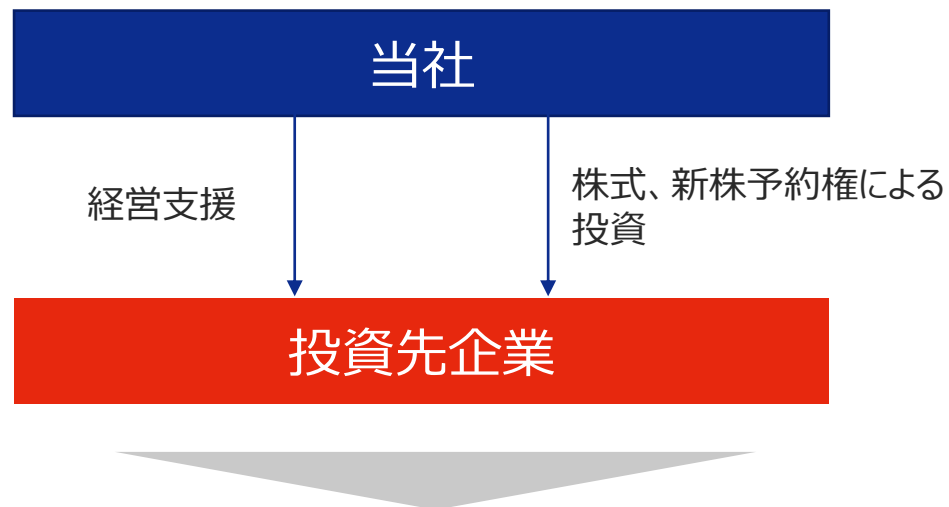 当社
経営支援
株式、新株予約権による
投資
投資先企業